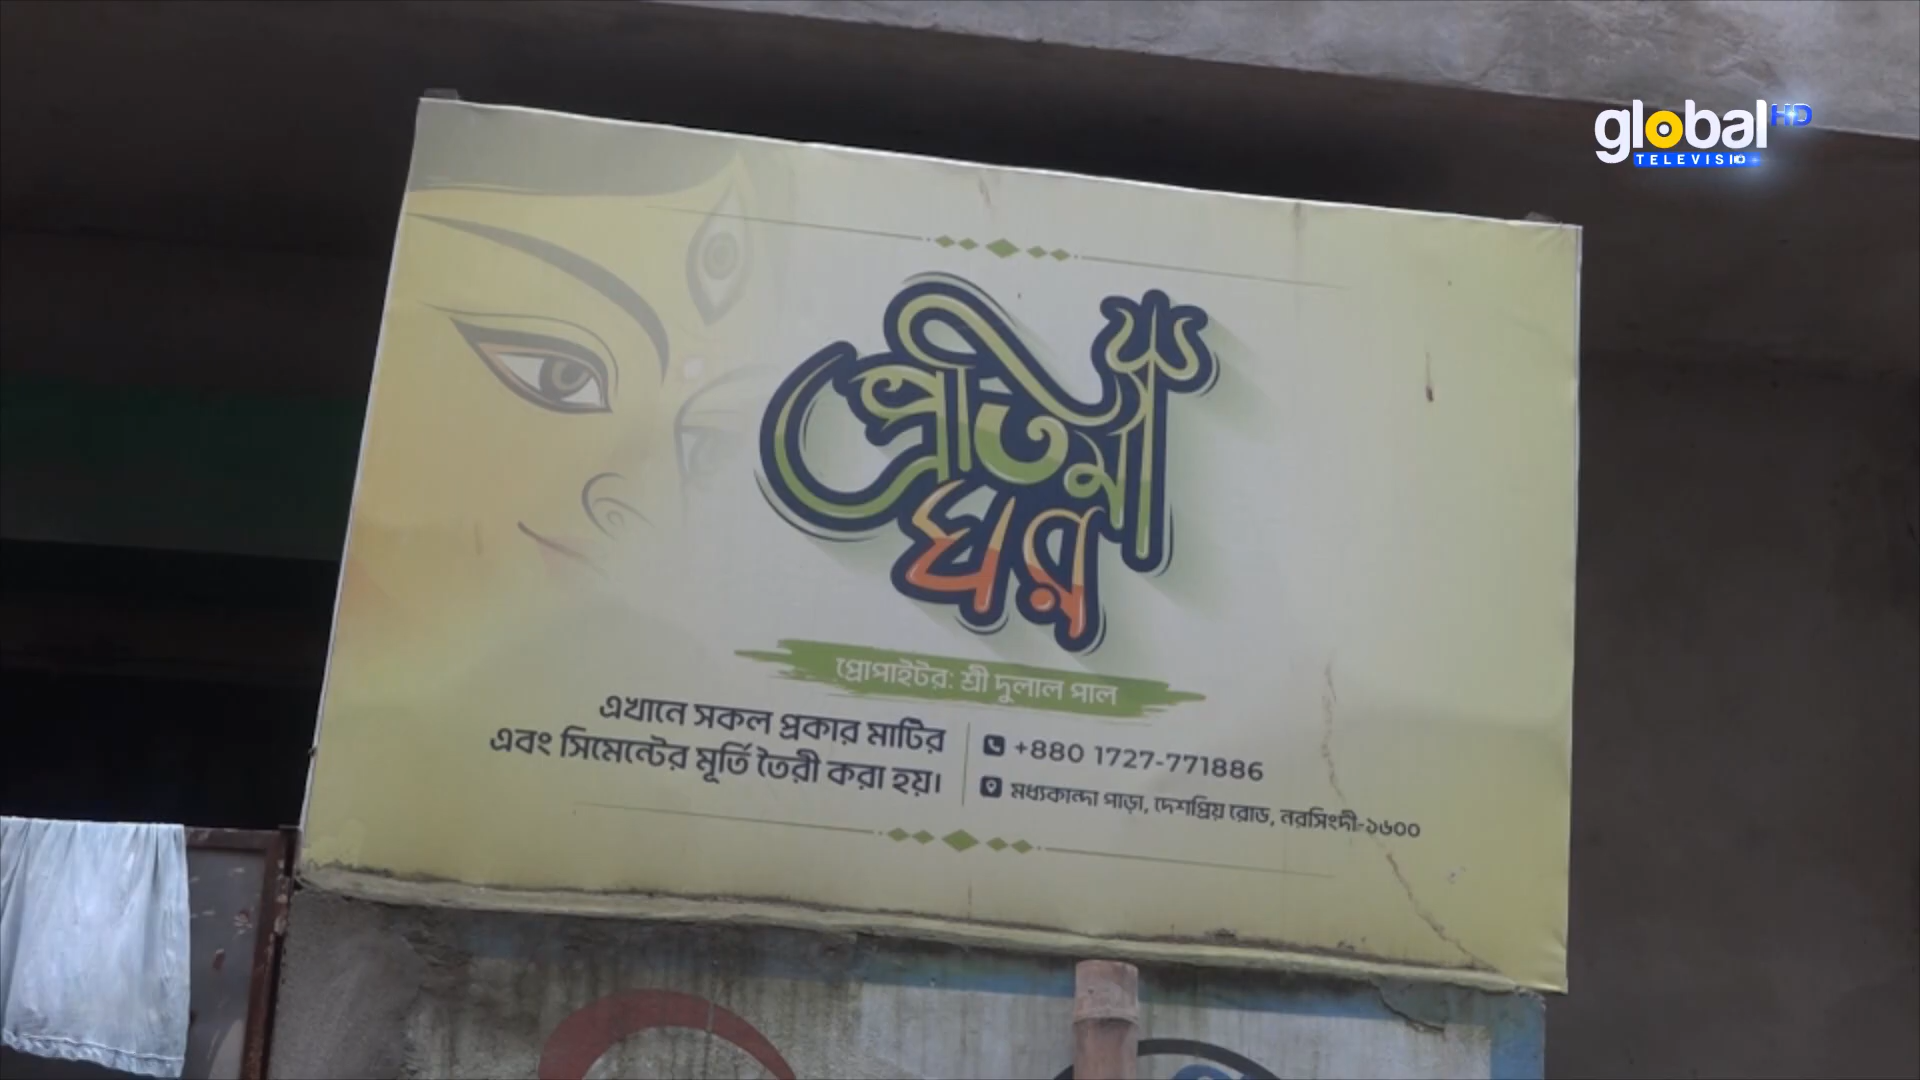 global HD
TELEVISIO
প্রতিমা
ঘর
প্রোপাইটর: শ্রী দুলাল পাল
এখানে সকল প্রকার মাটির
এবং সিমেন্টের মূর্তি তৈরী করা হয়।
+880 1727-771886
মধ্যকান্দা পাড়া, দেশপ্রিয় রোড, নরসিংদী-১৬০০